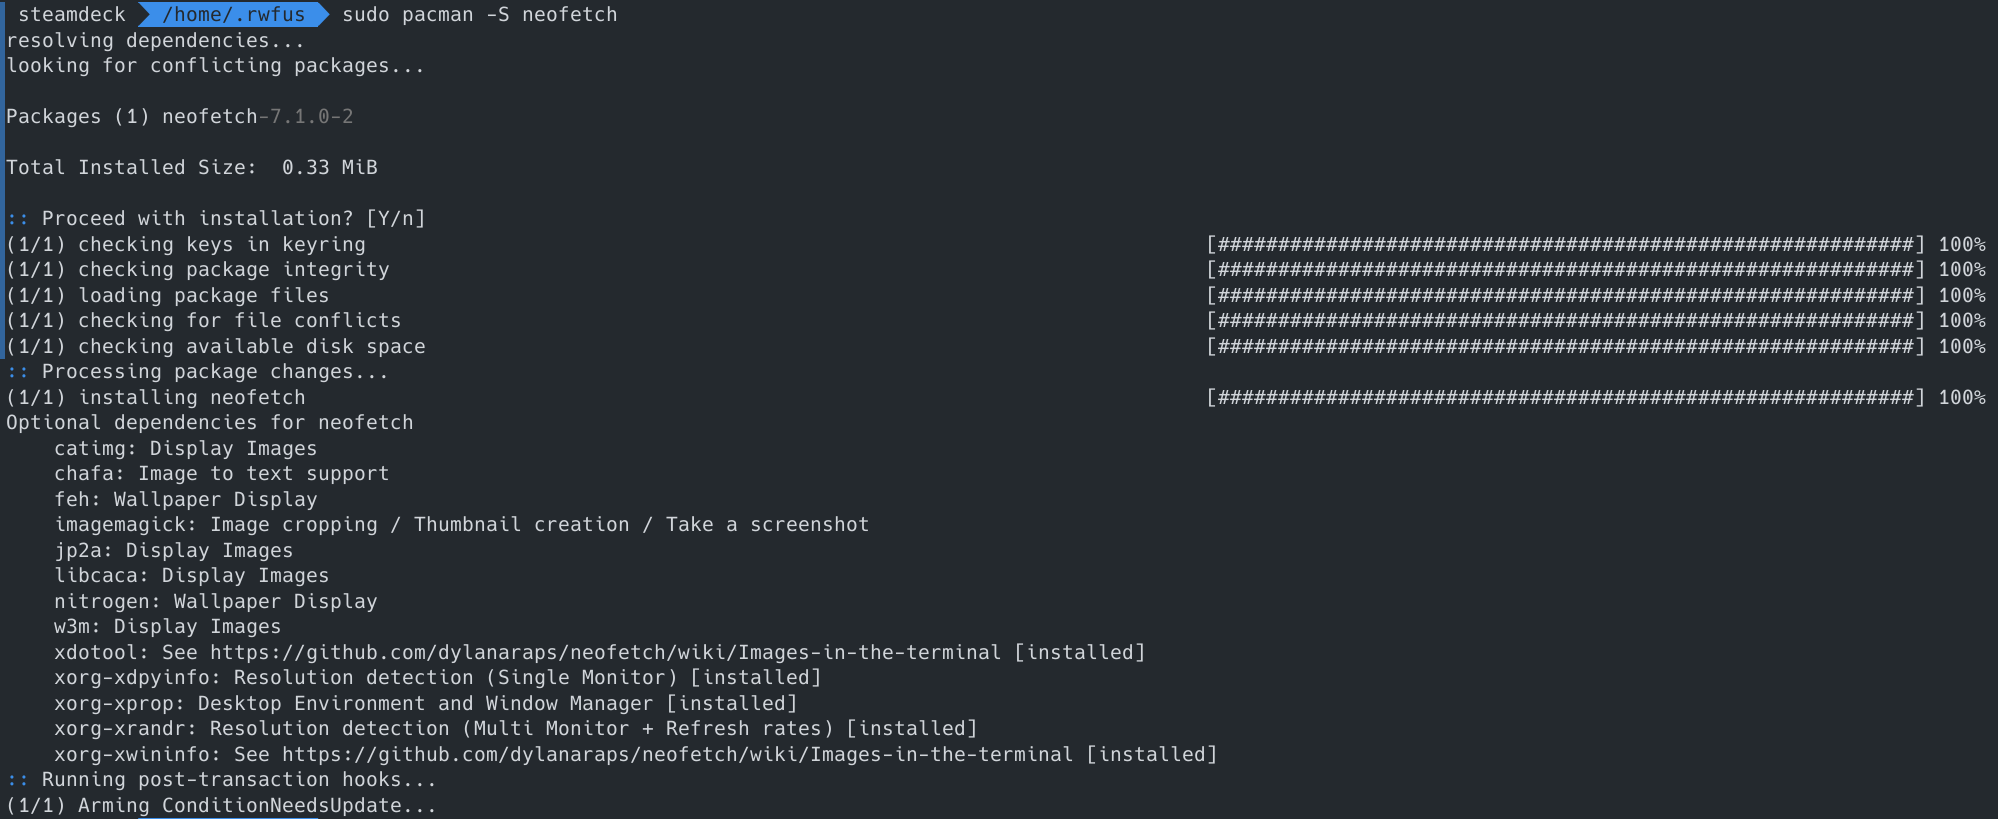 steamdeck /home/.rwfus sudo pacman -S neofetch
resolving dependencies...
looking for conflicting packages...
Packages (1) neofetch-7.1.0-2
Total Installed Size:  0.33 MiB
:: Proceed with installation? [Y/n]
(1/1) checking keys in keyring [##########################################################] 100%
(1/1) checking package integrity [##########################################################] 100%
(1/1) loading package files [##########################################################] 100%
(1/1) checking for file conflicts [##########################################################] 100%
(1/1) checking available disk space [##########################################################] 100%
:: Processing package changes...
(1/1) installing neofetch [##########################################################] 100%
Optional dependencies for neofetch
catimg: Display Images
chafa: Image to text support
feh: Wallpaper Display
imagemagick: Image cropping / Thumbnail creation / Take a screenshot
jp2a: Display Images
libcaca: Display Images
nitrogen: Wallpaper Display
w3m: Display Images
xdotool: See https://github.com/dylanaraps/neofetch/wiki/Images-in-the-terminal [installed]
xorg-xdpyinfo: Resolution detection (Single Monitor) [installed]
xorg-xprop: Desktop Environment and Window Manager [installed]
xorg-xrandr: Resolution detection (Multi Monitor + Refresh rates) [installed]
xorg-xwininfo: See https://github.com/dylanaraps/neofetch/wiki/Images-in-the-terminal [installed]
:: Running post-transaction hooks...
(1/1) Arming ConditionNeedsUpdate...